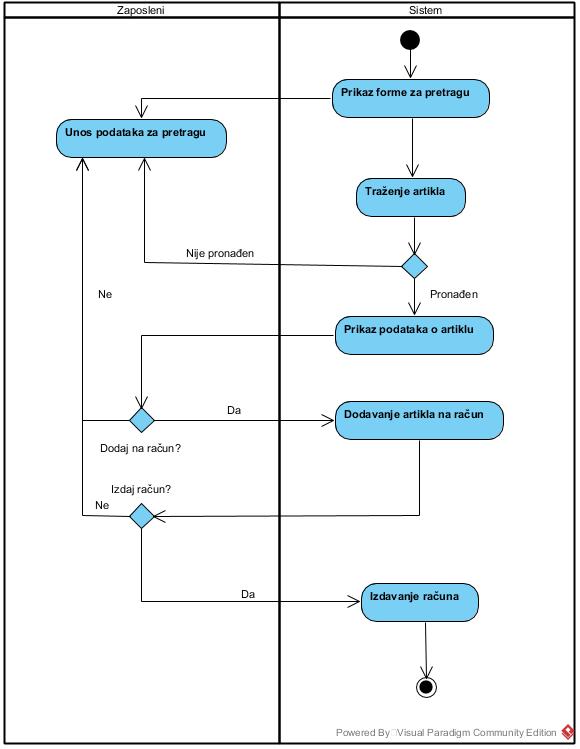 Zaposleni
Sistem
Prikaz forme za pretragu
Unos podataka za pretragu
Traženje artikla
Nije pronađen
Pronađen
Ne
Prikaz podataka o artiklu
Da
Dodavanje artikla na račun
Dodaj na račun?
Izdaj račun?
Ne
Da
Izdavanje računa
Powered By Visual Paradigm Community Edition